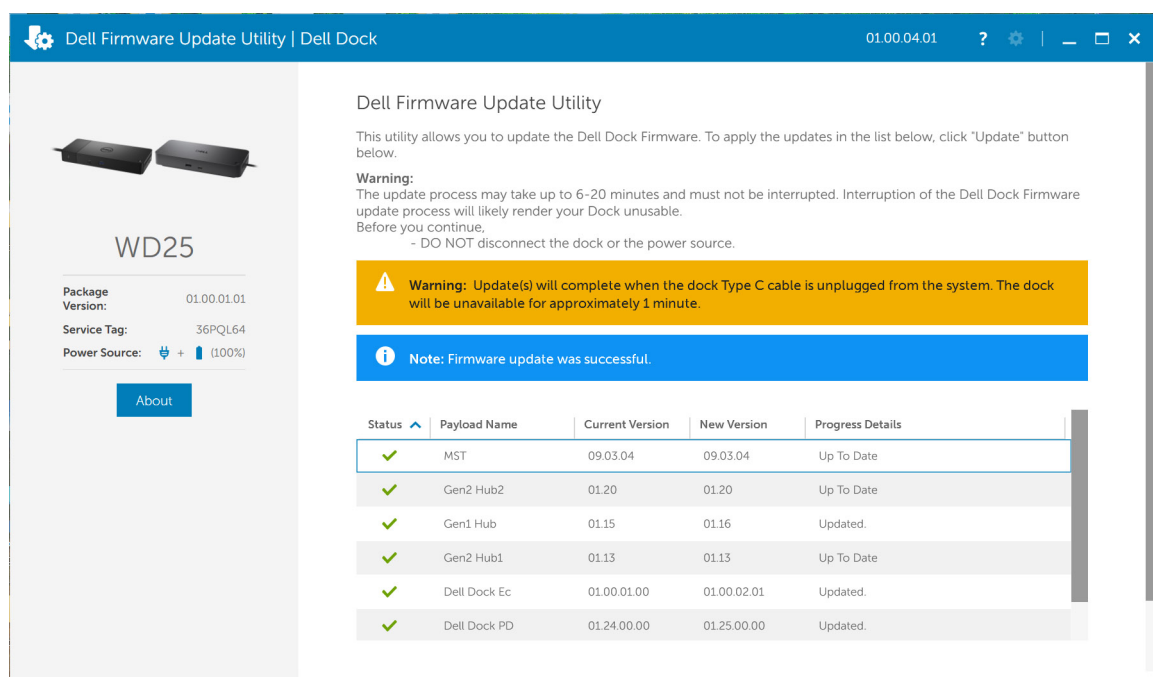 Dell Firmware Update Utility | Dell Dock
01.00.04.01
?
WD25
Package Version: 01.00.01.01
Service Tag: 36PQL64
Power Source: + (100%)
About
Dell Firmware Update Utility
This utility allows you to update the Dell Dock Firmware. To apply the updates in the list below, click "Update" button
below.
Warning:
The update process may take up to 6-20 minutes and must not be interrupted. Interruption of the Dell Dock Firmware
update process will likely render your Dock unusable.
Before you continue,
- DO NOT disconnect the dock or the power source.
Warning: Update(s) will complete when the dock Type C cable is unplugged from the system. The dock
will be unavailable for approximately 1 minute.
Note: Firmware update was successful.
Status Payload Name Current Version New Version Progress Details
MST 09.03.04 09.03.04 Up To Date
Gen2 Hub2 01.20 01.20 Up To Date
Gen1 Hub 01.15 01.16 Updated.
Gen2 Hub1 01.13 01.13 Up To Date
Dell Dock Ec 01.00.01.00 01.00.02.01 Updated.
Dell Dock PD 01.24.00.00 01.25.00.00 Updated.